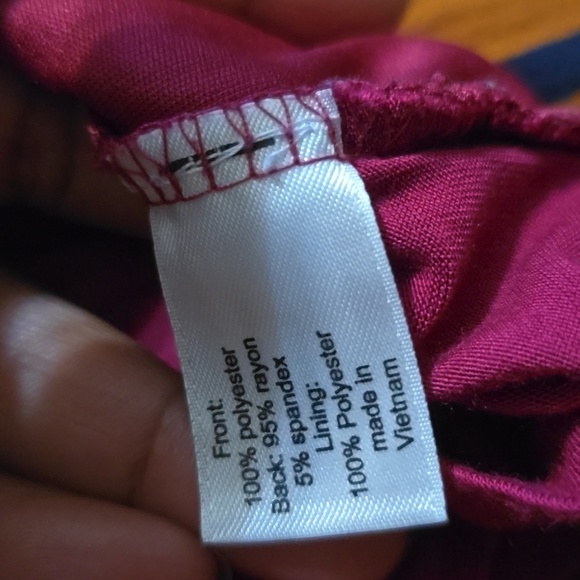 Front:
100% polyester
Back: 95% rayon
5% spandex
Lining:
100% Polyester
made in
Vietnam